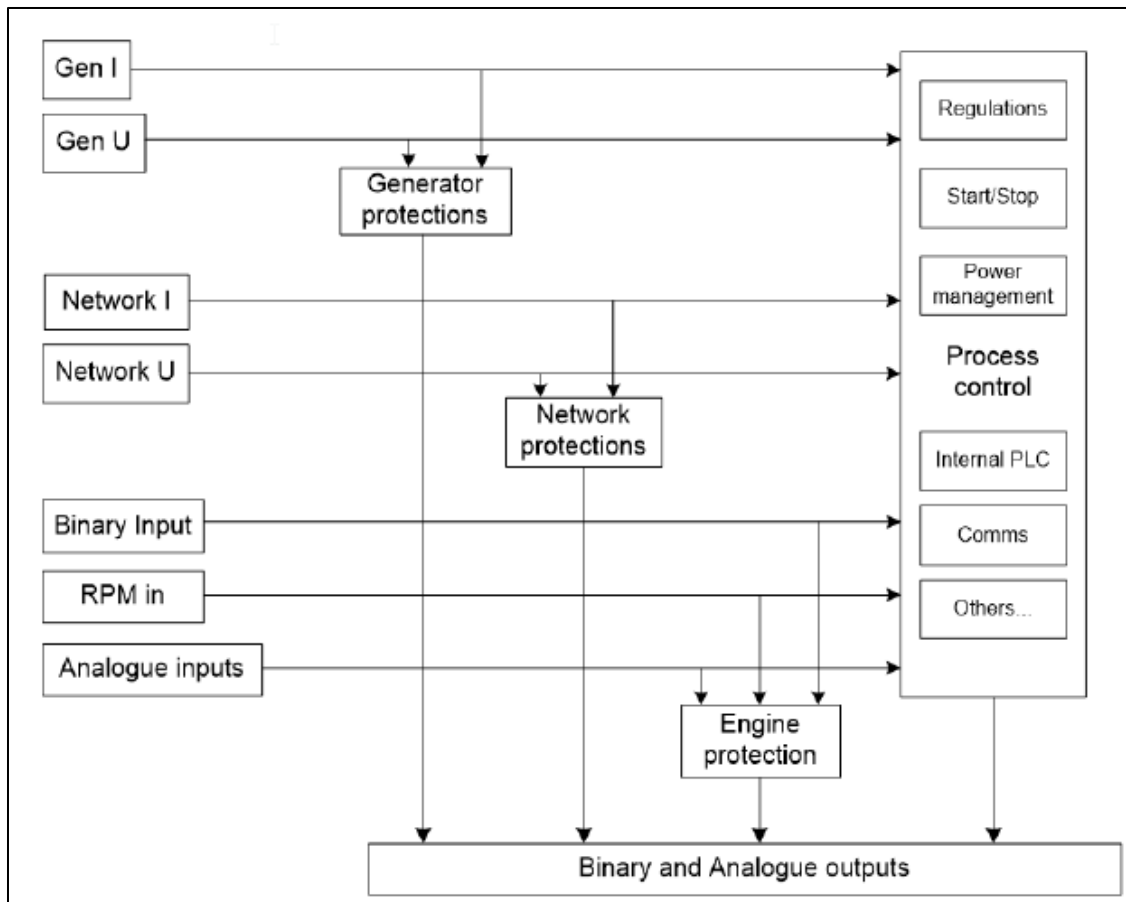 Gen I
Gen U
Generator
protections
Network I
Network U
Network
protections
Binary Input
RPM in
Analogue inputs
Engine
protection
Regulations
Start/Stop
Power
management
Process
control
Internal PLC
Comms
Others...
Binary and Analogue outputs